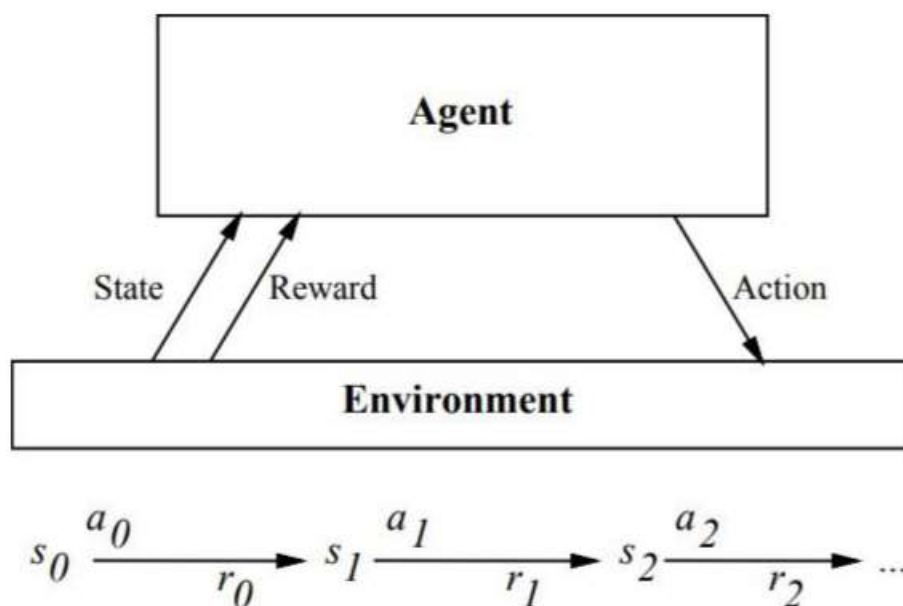 Agent
State Reward Action
Environment
s0 a0 r0 s1 a1 r1 s2 a2 r2 ...